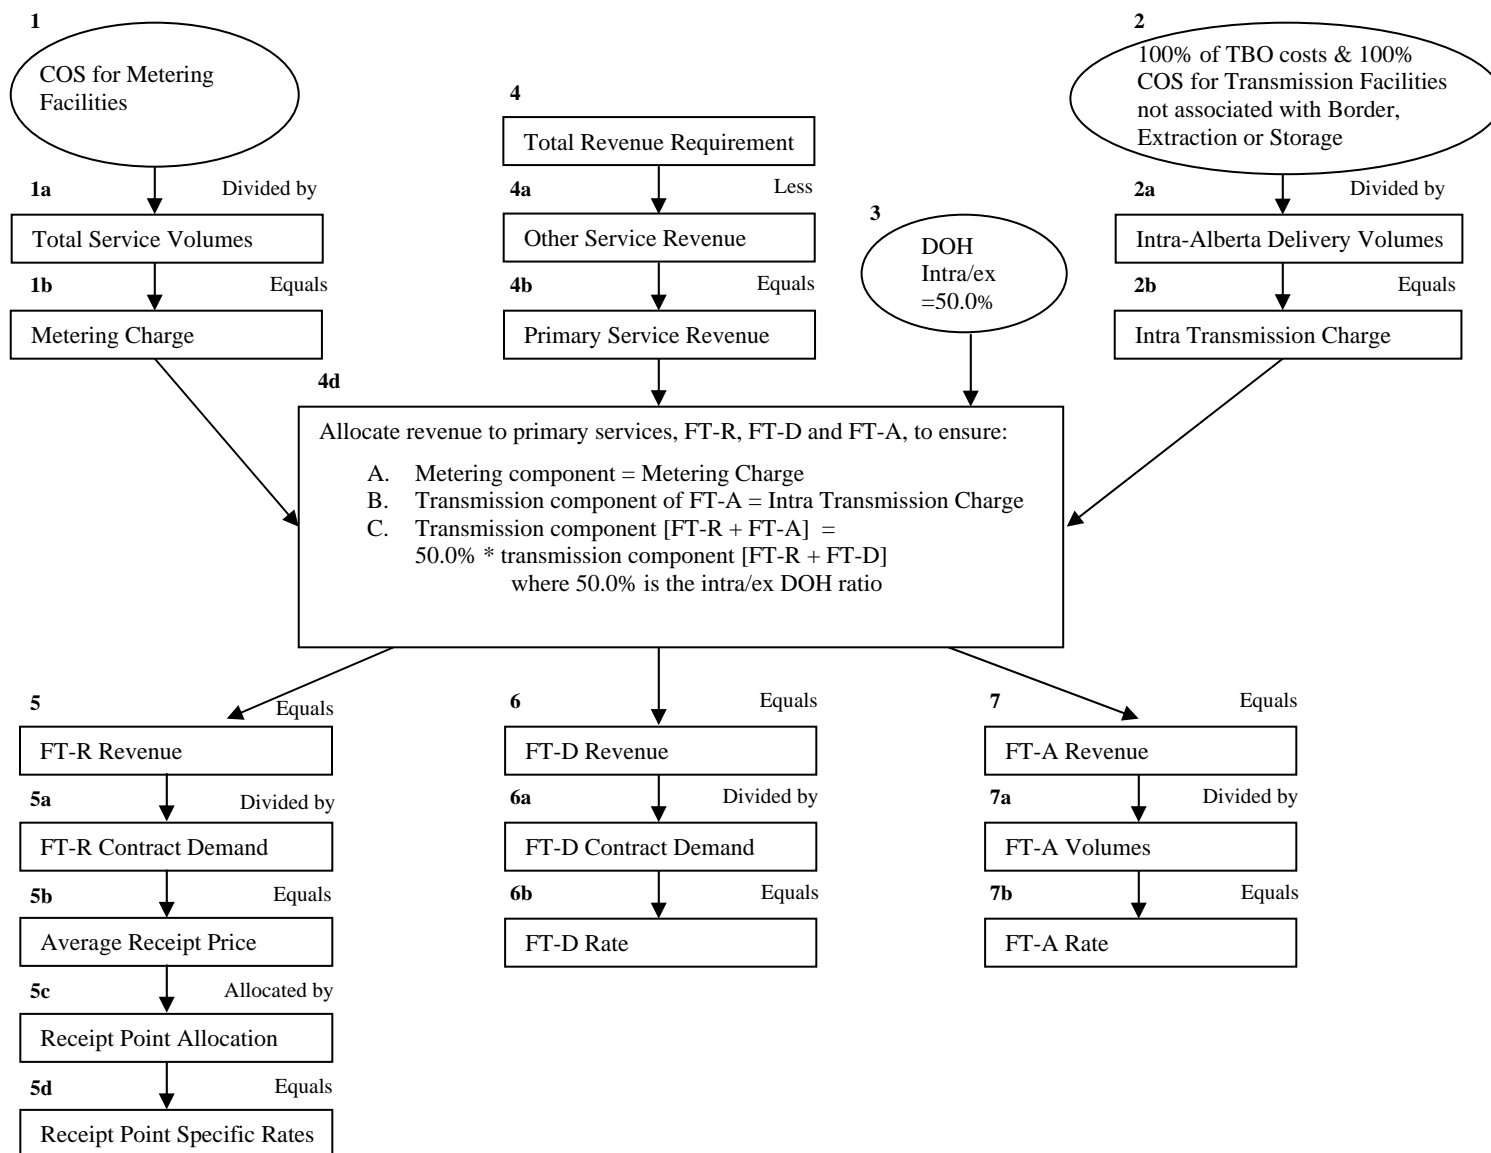 1
COS for Metering
Facilities
1a
Divided by
Total Service Volumes
1b
Equals
Metering Charge
4
Total Revenue Requirement
4a
Less
Other Service Revenue
4b
Equals
Primary Service Revenue
3
DOH
Intra/ex
=50.0%
2
100% of TBO costs & 100%
COS for Transmission Facilities
not associated with Border,
Extraction or Storage
2a
Divided by
Intra-Alberta Delivery Volumes
2b
Equals
Intra Transmission Charge
4d
Allocate revenue to primary services, FT-R, FT-D and FT-A, to ensure:
A. Metering component = Metering Charge
B. Transmission component of FT-A = Intra Transmission Charge
C. Transmission component [FT-R + FT-A] =
50.0% * transmission component [FT-R + FT-D]
where 50.0% is the intra/ex DOH ratio
5
Equals
FT-R Revenue
5a
Divided by
FT-R Contract Demand
5b
Equals
Average Receipt Price
5c
Allocated by
Receipt Point Allocation
5d
Equals
Receipt Point Specific Rates
6
Equals
FT-D Revenue
6a
Divided by
FT-D Contract Demand
6b
Equals
FT-D Rate
7
Equals
FT-A Revenue
7a
Divided by
FT-A Volumes
7b
Equals
FT-A Rate